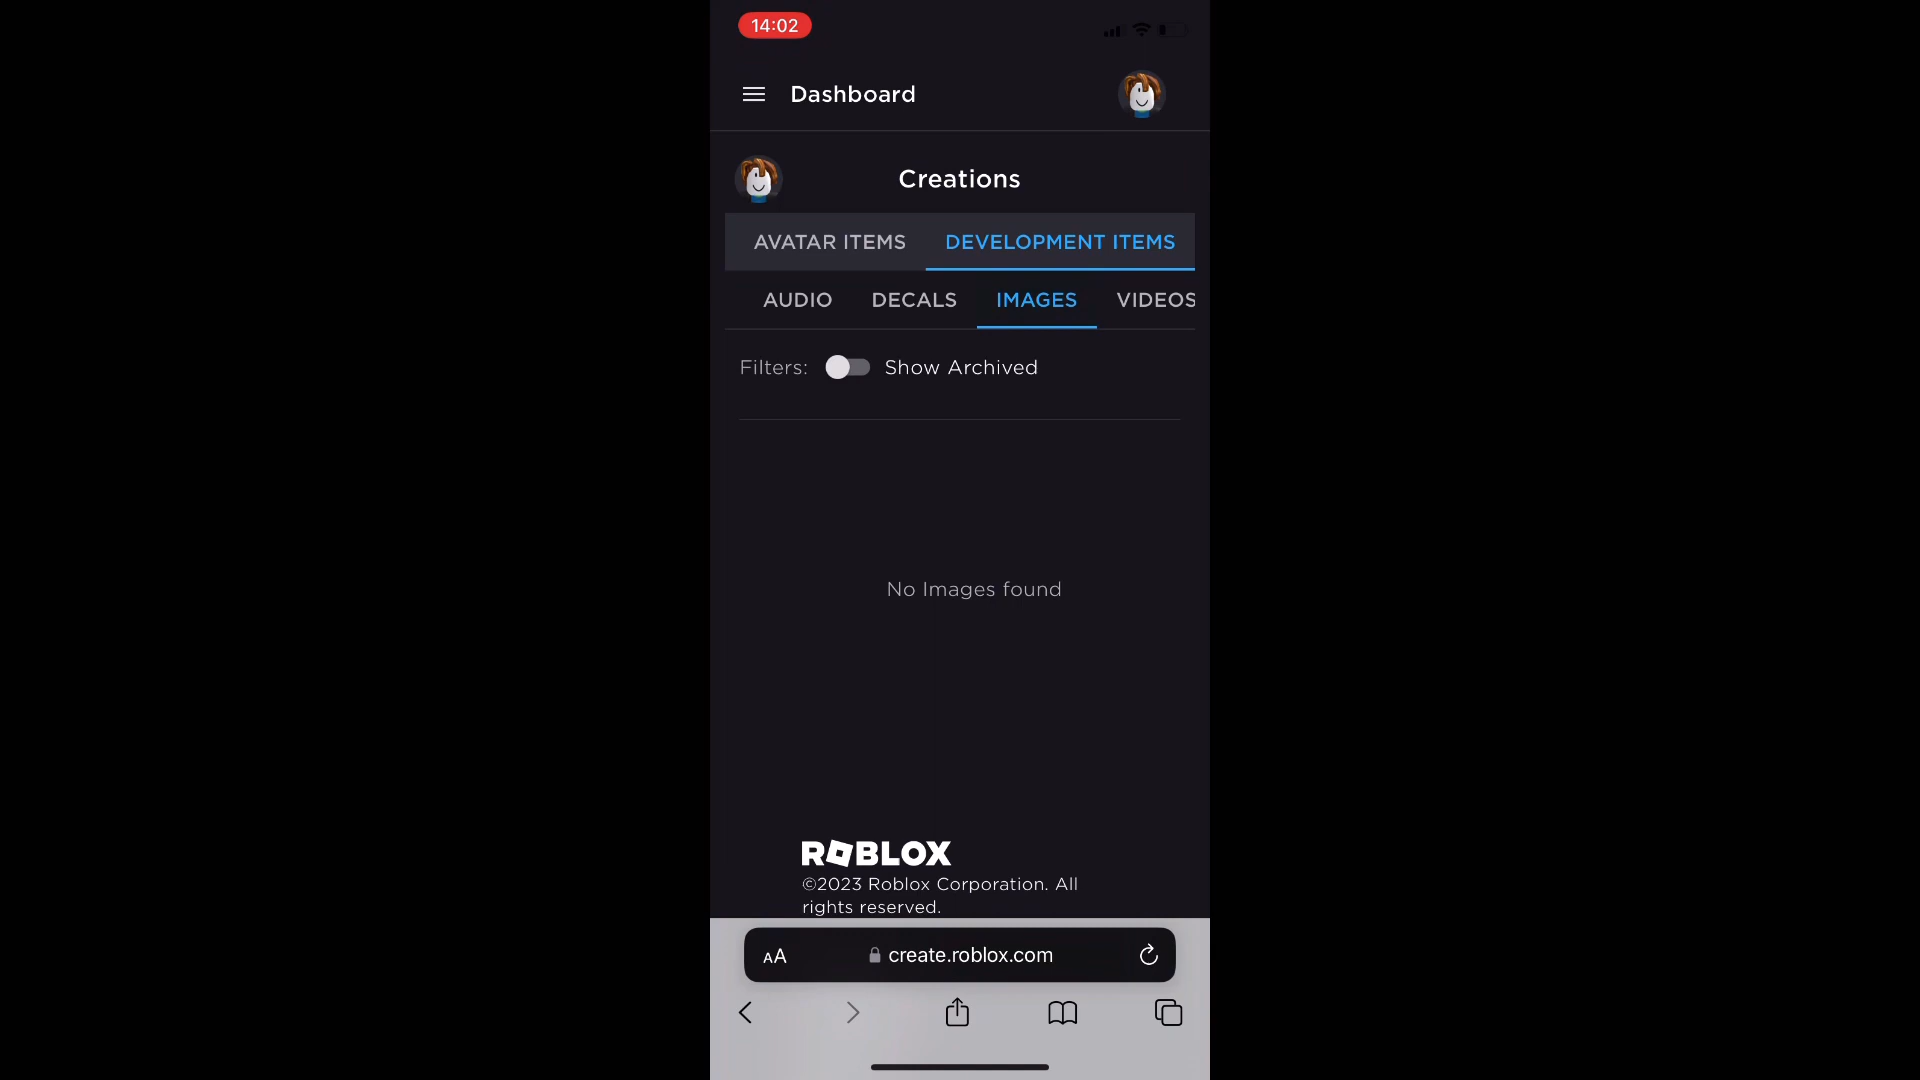 14:02
Dashboard
Creations
AVATAR ITEMS DEVELOPMENT ITEMS
AUDIO DECALS IMAGES VIDEOS
Filters: Show Archived
No Images found
ROBLOX
©2023 Roblox Corporation. All
rights reserved.
AA create.roblox.com